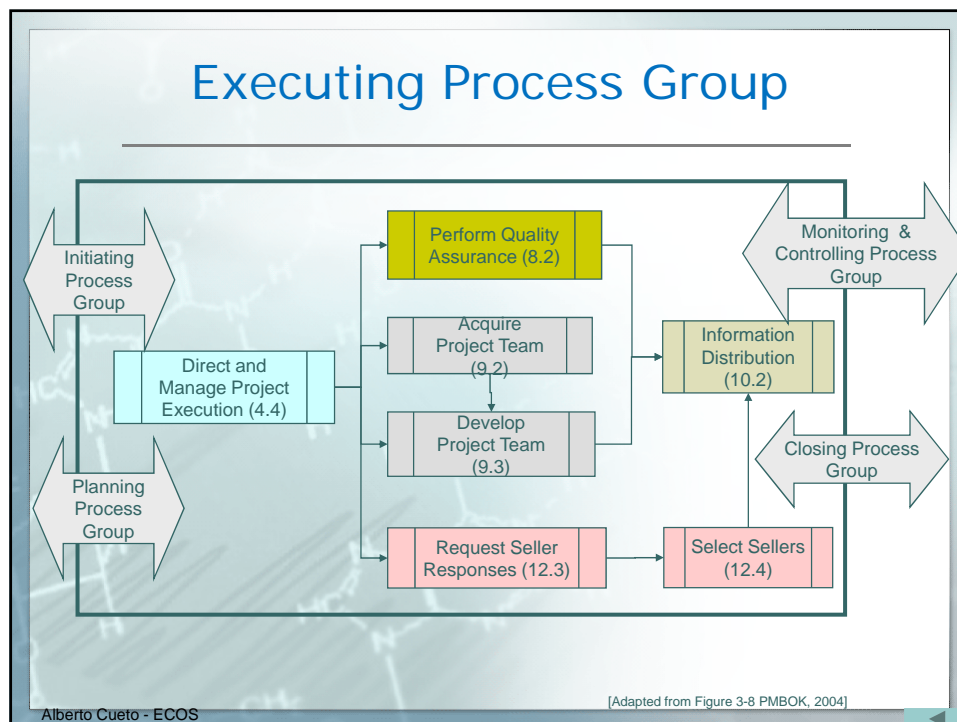 Executing Process Group
Initiating
Process
Group
Planning
Process
Group
Direct and
Manage Project
Execution (4.4)
Perform Quality
Assurance (8.2)
Acquire
Project Team
(9.2)
Develop
Project Team
(9.3)
Request Seller
Responses (12.3)
Select Sellers
(12.4)
Information
Distribution
(10.2)
Monitoring &
Controlling Process
Group
Closing Process
Group
[Adapted from Figure 3-8 PMBOK, 2004]
Alberto Cueto - ECOS